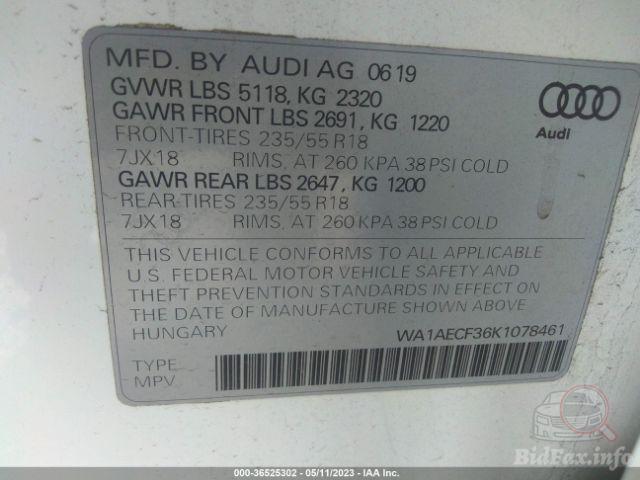 MFD. BY AUDI AG 0619
GVWR LBS 5118, KG 2320
GAWR FRONT LBS 2691, KG 1220
FRONT-TIRES 235/55 R18
7JX18 RIMS, AT 260 KPA 38 PSI COLD
GAWR REAR LBS 2647, KG 1200
REAR-TIRES 235/55 R18
7JX18 RIMS, AT 260 KPA 38 PSI COLD
Audi
THIS VEHICLE CONFORMS TO ALL APPLICABLE
U.S. FEDERAL MOTOR VEHICLE SAFETY AND
THEFT PREVENTION STANDARDS IN EFFECT ON
THE DATE OF MANUFACTURE SHOWN ABOVE.
HUNGARY WA1AECF36K1078461
TYPE
MPV
000-36525302 - 05/11/2023 - IAA Inc.
BidFax.info